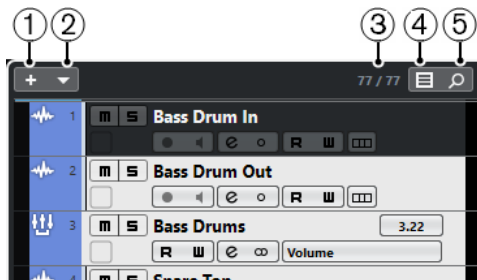 1 2 3 4 5
+ 77 / 77
1 m S Bass Drum In
e R W
2 m S Bass Drum Out
e R W
3 m S Bass Drums 3.22
R W e Volume
4 m S Snare Top